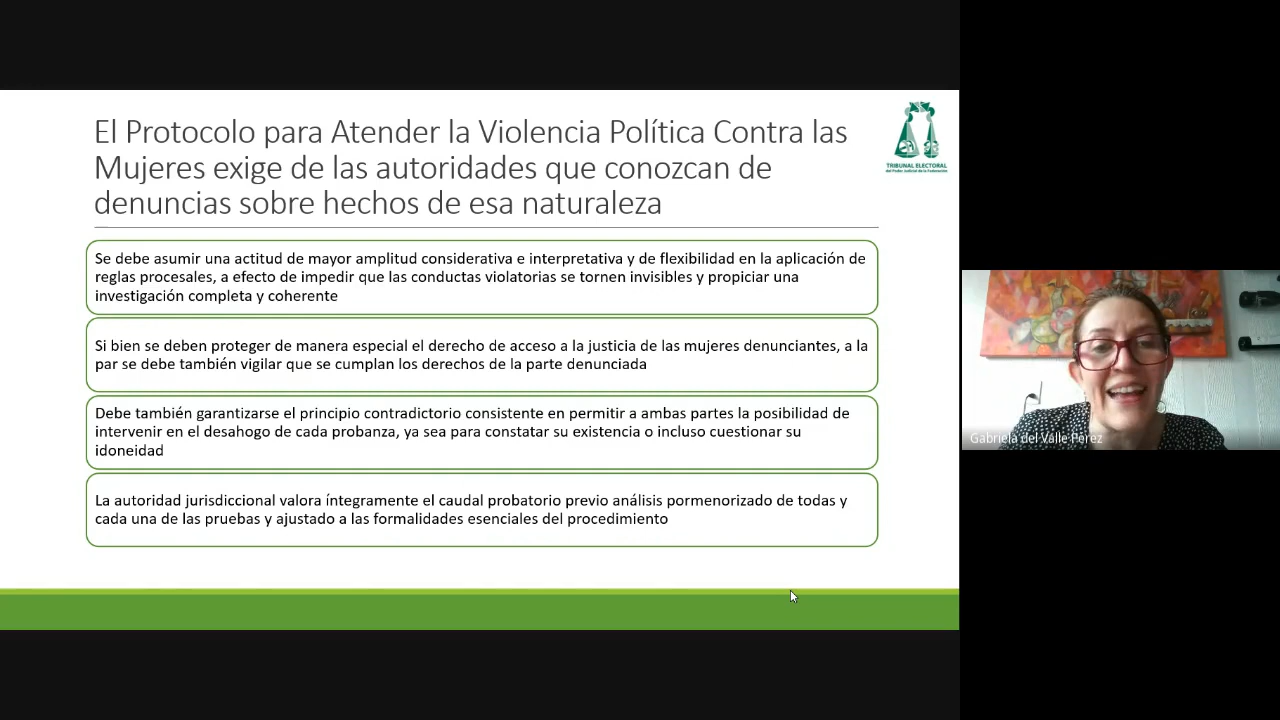 El Protocolo para Atender la Violencia Política Contra las
Mujeres exige de las autoridades que conozcan de
denuncias sobre hechos de esa naturaleza
TRIBUNAL ELECTORAL
del Poder Judicial de la Federación
Se debe asumir una actitud de mayor amplitud considerativa e interpretativa y de flexibilidad en la aplicación de
reglas procesales, a efecto de impedir que las conductas violatorias se tornen invisibles y propiciar una
investigación completa y coherente
Si bien se deben proteger de manera especial el derecho de acceso a la justicia de las mujeres denunciantes, a la
par se debe también vigilar que se cumplan los derechos de la parte denunciada
Debe también garantizarse el principio contradictorio consistente en permitir a ambas partes la posibilidad de
intervenir en el desahogo de cada probanza, ya sea para constatar su existencia o incluso cuestionar su
idoneidad
La autoridad jurisdiccional valora íntegramente el caudal probatorio previo análisis pormenorizado de todas y
cada una de las pruebas y ajustado a las formalidades esenciales del procedimiento
Gabriela del Valle Pérez